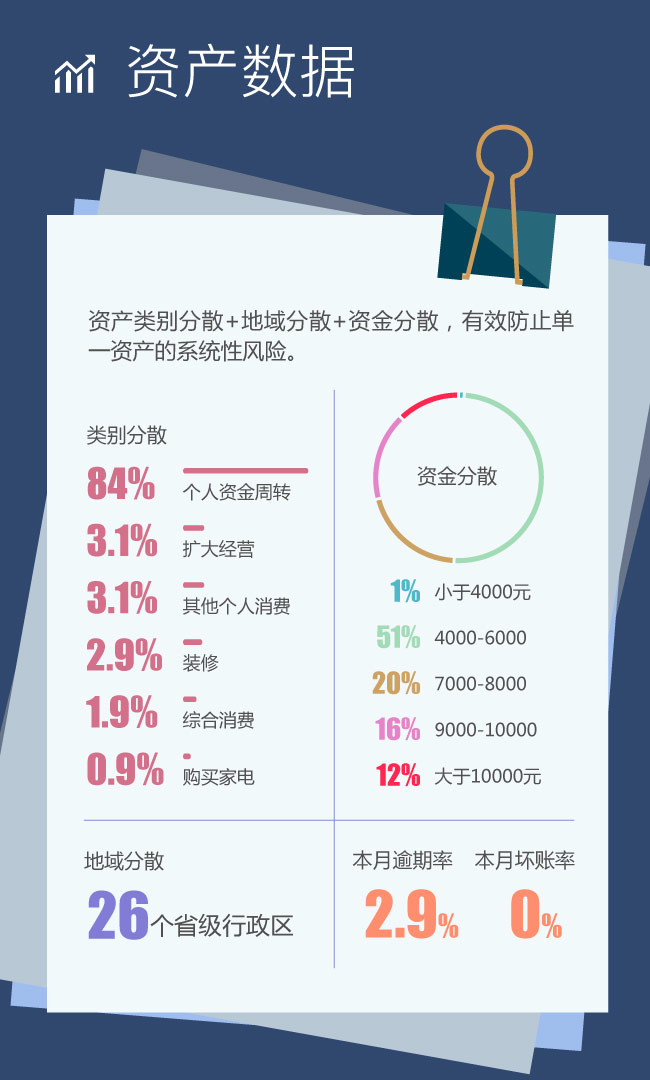 资产数据
资产类别分散+地域分散+资金分散，有效防止单
一资产的系统性风险。
类别分散
84% 个人资金周转
3.1% 扩大经营
3.1% 其他个人消费
2.9% 装修
1.9% 综合消费
0.9% 购买家电
资金分散
1% 小于4000元
51% 4000-6000
20% 7000-8000
16% 9000-10000
12% 大于10000元
地域分散
26个省级行政区
本月逾期率 本月坏账率
2.9% 0%